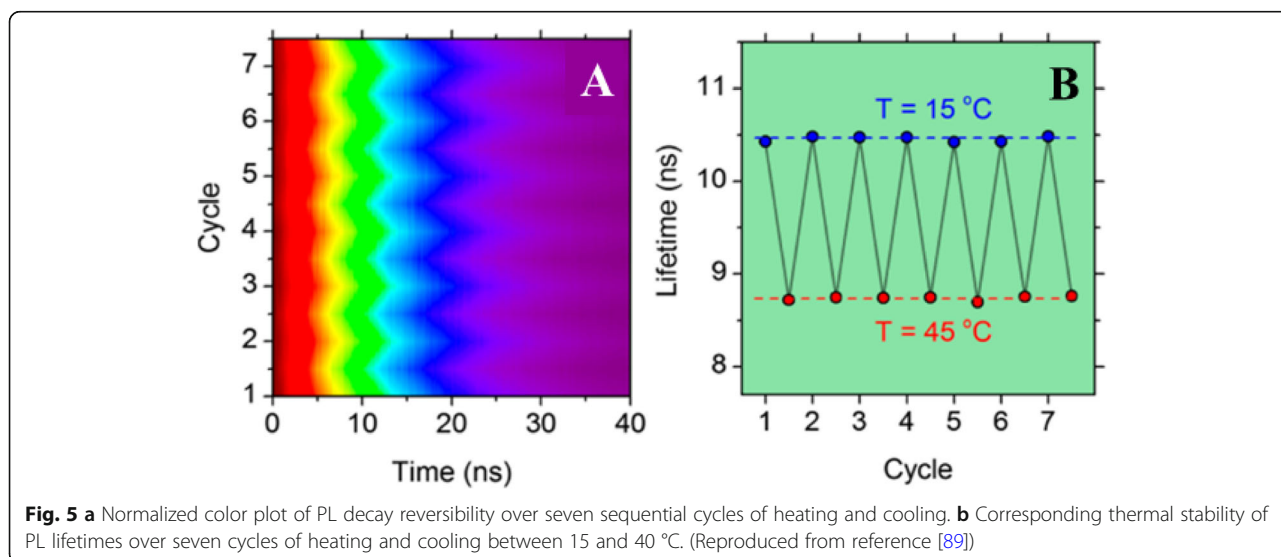 A
7
6
5
4
3
2
1
Cycle
0
10
20
30
40
Time (ns)
B
11
10
9
8
Lifetime (ns)
T = 15 °C
T = 45 °C
1
2
3
4
5
6
7
Cycle
Fig. 5 a Normalized color plot of PL decay reversibility over seven sequential cycles of heating and cooling. b Corresponding thermal stability of
PL lifetimes over seven cycles of heating and cooling between 15 and 40 °C. (Reproduced from reference [89])